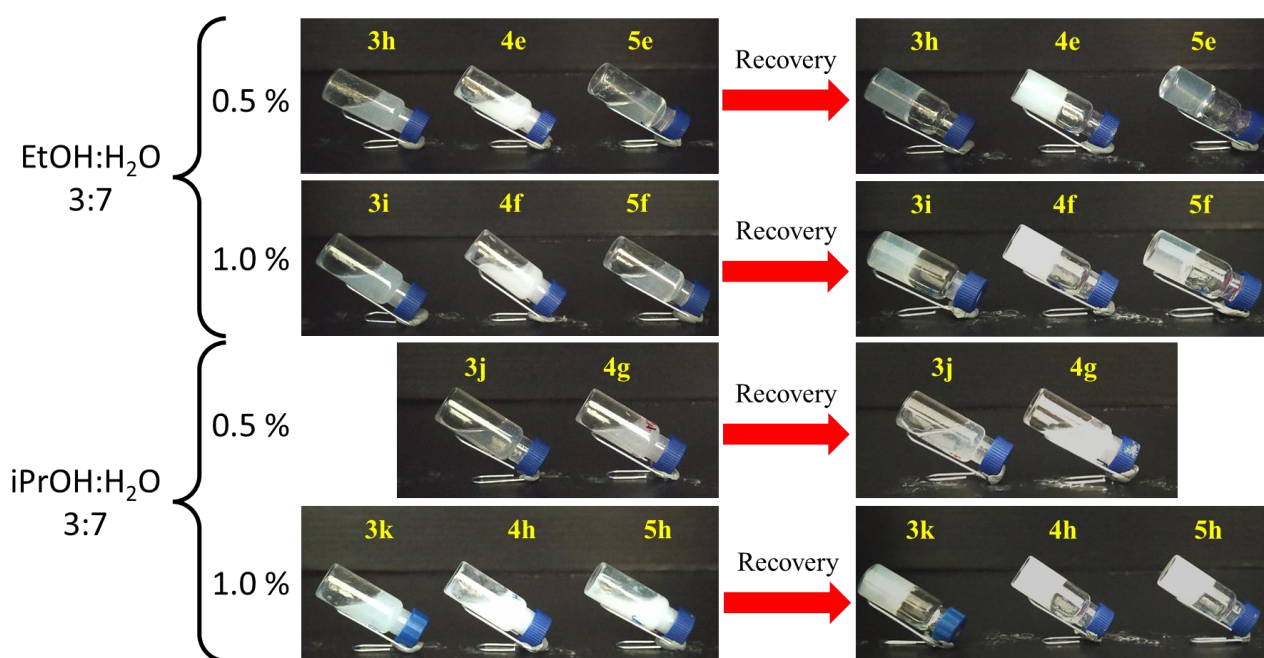 3h 4e 5e
Recovery
3h 4e 5e
0.5 %
EtOH:H₂O
3:7
3i 4f 5f
Recovery
3i 4f 5f
1.0 %
3j 4g
Recovery
3j 4g
0.5 %
iPrOH:H₂O
3:7
3k 4h 5h
Recovery
3k 4h 5h
1.0 %